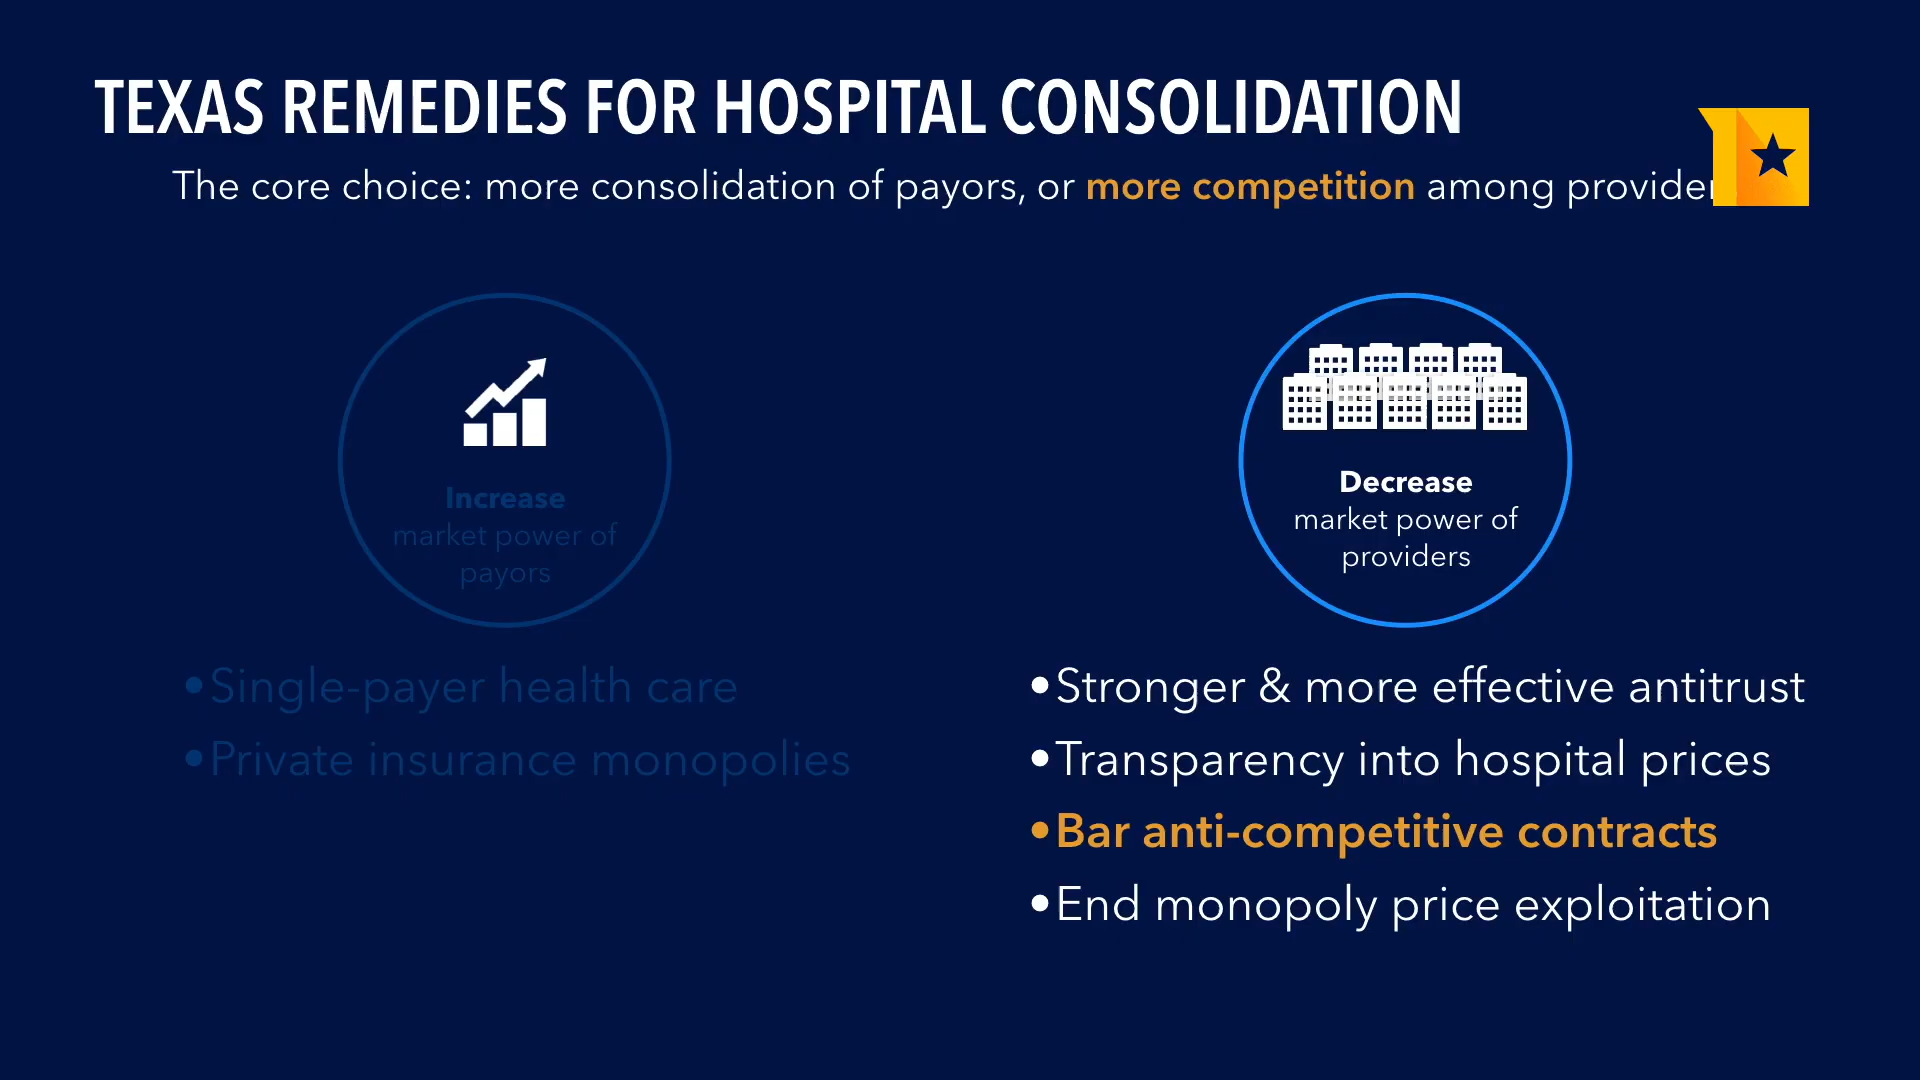 TEXAS REMEDIES FOR HOSPITAL CONSOLIDATION
The core choice: more consolidation of payors, or more competition among provider
Increase
market power of
payors
•Single-payer health care
•Private insurance monopolies
Decrease
market power of
providers
•Stronger & more effective antitrust
•Transparency into hospital prices
•Bar anti-competitive contracts
•End monopoly price exploitation